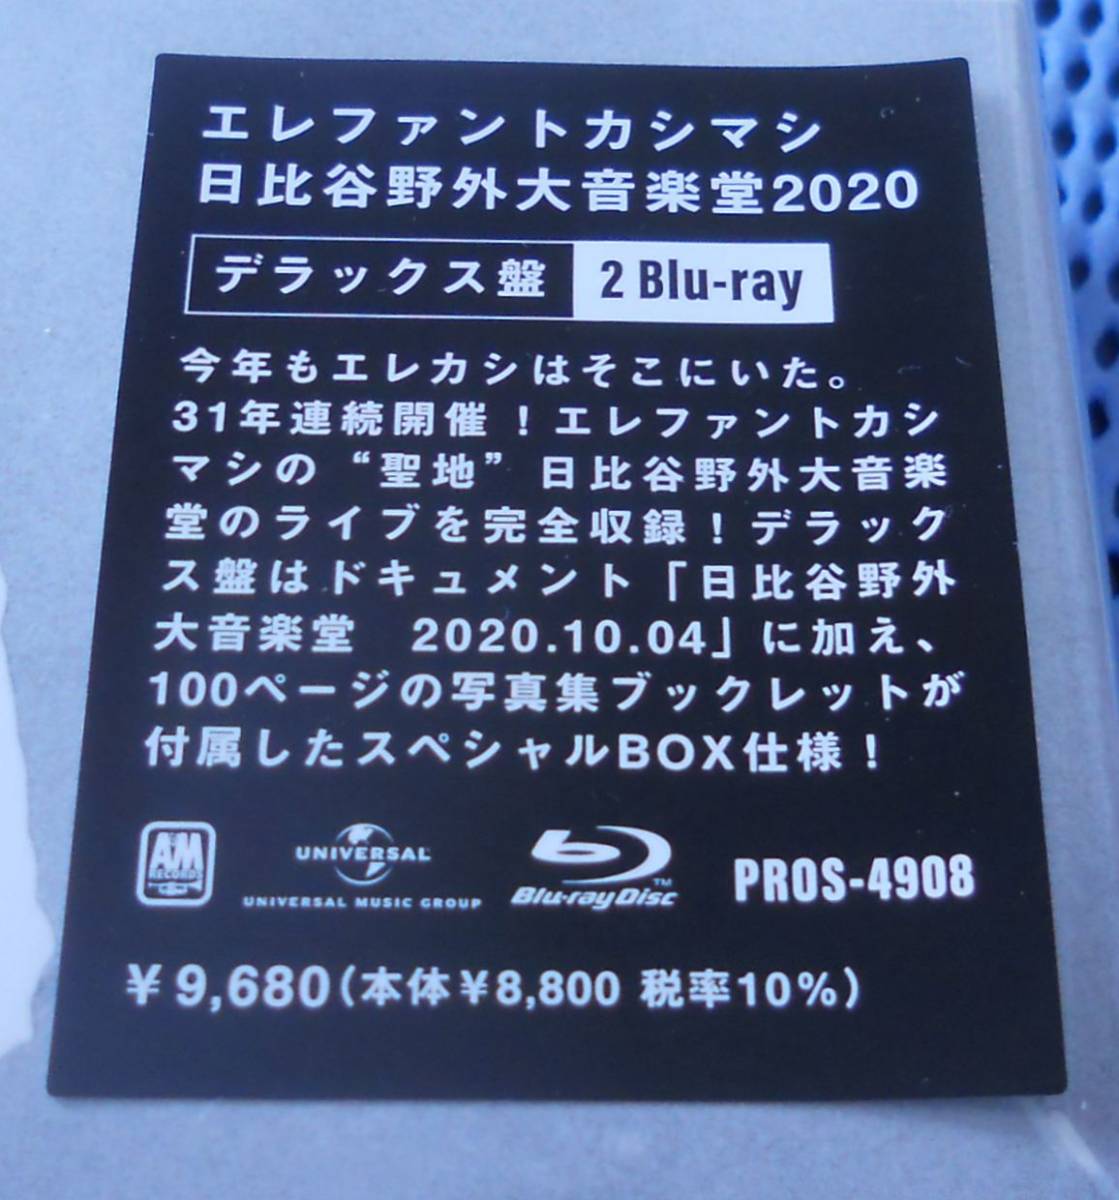 エレファントカシマシ
日比谷野外大音楽堂2020
デラックス盤 2 Blu-ray
今年もエレカシはそこにいた。
31年連続開催！エレファントカシ
マシの“聖地”日比谷野外大音楽
堂のライブを完全収録！デラック
ス盤はドキュメント「日比谷野外
大音楽堂　2020.10.04」に加え、
100ページの写真集ブックレットが
付属したスペシャルBOX仕様！
A&M RECORDS
UNIVERSAL
UNIVERSAL MUSIC GROUP
Blu-ray Disc™
PROS-4908
￥9,680（本体￥8,800 税率10%）